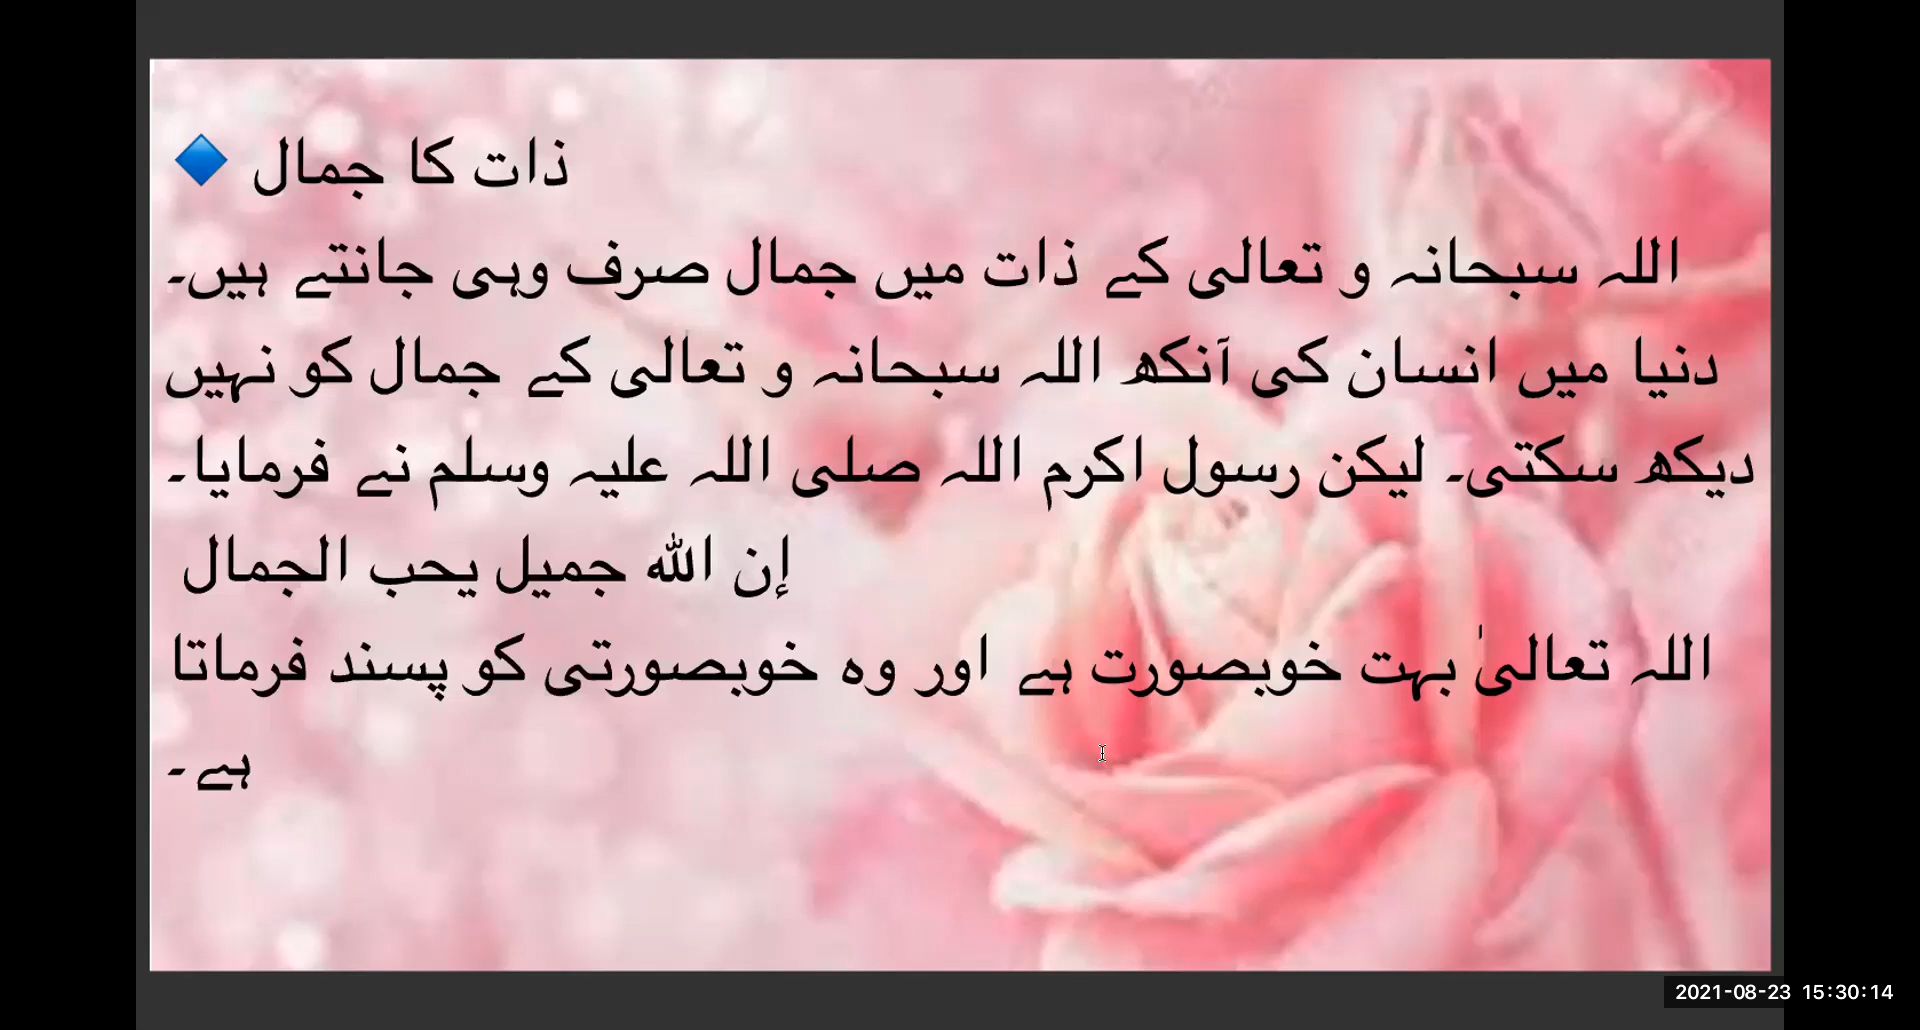 🔷 ذات کا جمال
اللہ سبحانہ و تعالی کے ذات میں جمال صرف وہی جانتے ہیں۔
دنیا میں انسان کی آنکھ اللہ سبحانہ و تعالی کے جمال کو نہیں
دیکھ سکتی۔ لیکن رسول اکرم اللہ صلی اللہ علیہ وسلم نے فرمایا۔
إن الله جميل يحب الجمال
اللہ تعالیٰ بہت خوبصورت ہے اور وہ خوبصورتی کو پسند فرماتا
ہے۔
2021-08-23 15:30:14